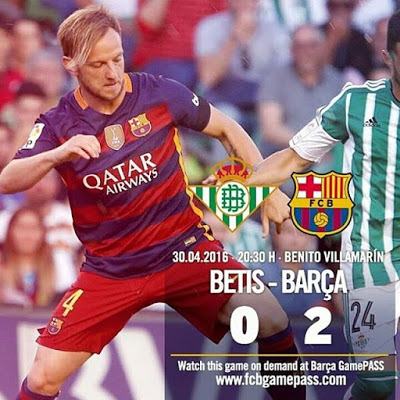 QATAR
AIRWAYS
4
FCB
30.04.2016 - 20:30 H - BENITO VILLAMARÍN
BETIS - BARÇA
0 2
24
Watch this game on demand at Barça GamePASS
www.fcbgamepass.com